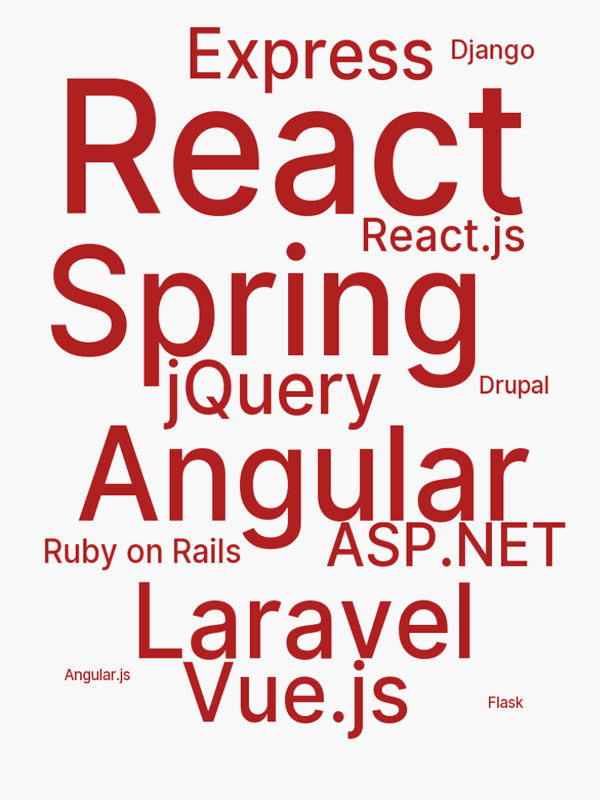 Express
Django
React
React.js
Spring
jQuery
Drupal
Angular
ASP.NET
Ruby on Rails
Laravel
Vue.js
Angular.js
Flask